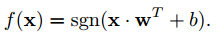 f(x) = sgn(x · w^T + b).